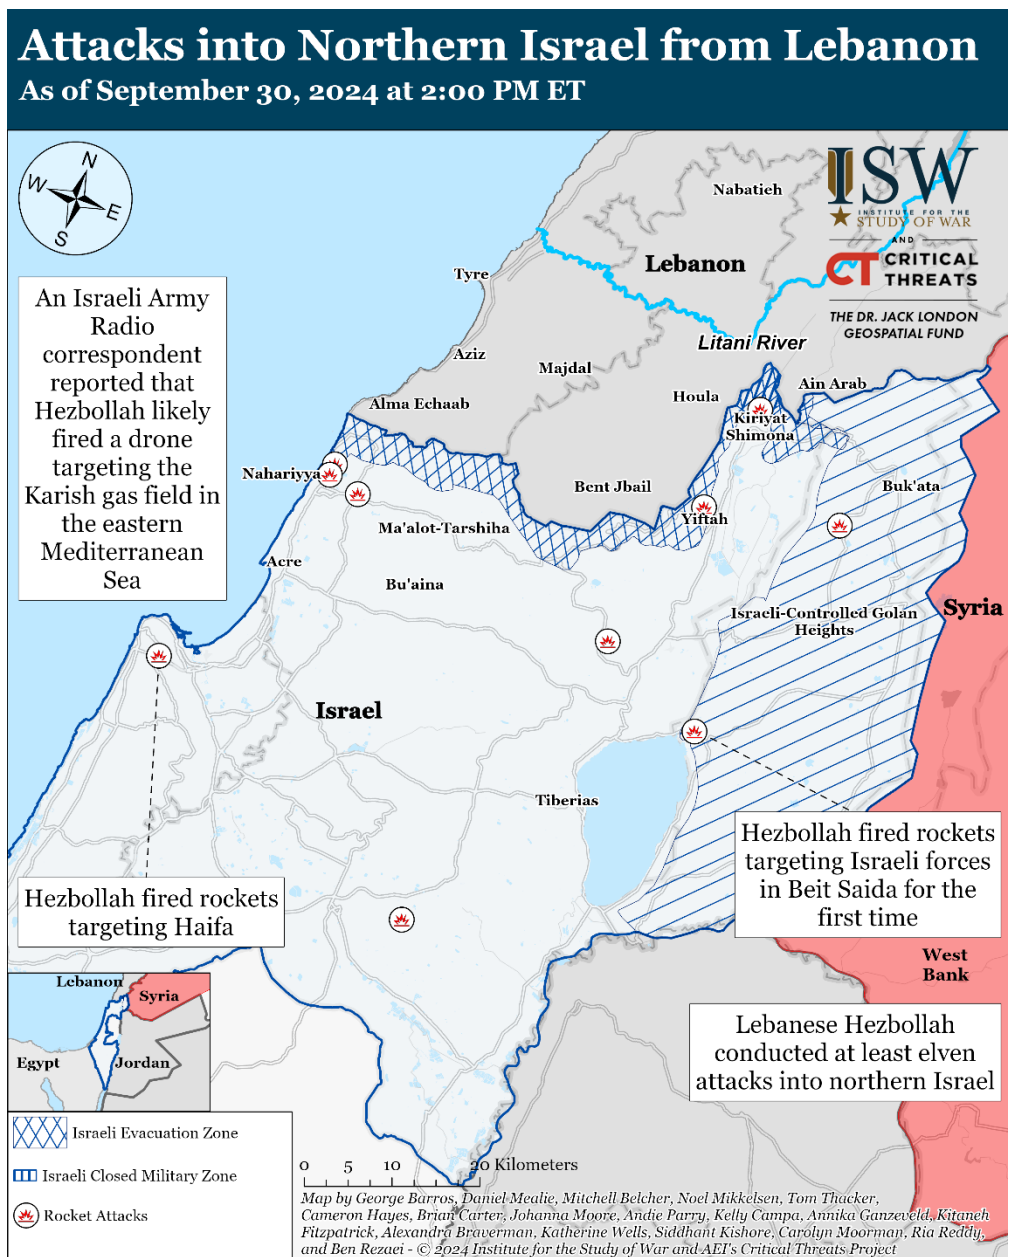 Attacks into Northern Israel from Lebanon
As of September 30, 2024 at 2:00 PM ET
N
W
E
S
ISW
INSTITUTE FOR THE
STUDY OF WAR
AND
CT CRITICAL
THREATS
THE DR. JACK LONDON
GEOSPATIAL FUND
Nabatieh
Lebanon
Tyre
Litani River
Aziz
Majdal
Houla
Ain Arab
Alma Echaab
Kiriyat
Shimona
Nahariyya
Bent Jbail
Buk'ata
Yiftah
Ma'alot-Tarshiha
Acre
Bu'aina
Israeli-Controlled Golan
Heights
Syria
Israel
Tiberias
An Israeli Army
Radio
correspondent
reported that
Hezbollah likely
fired a drone
targeting the
Karish gas field in
the eastern
Mediterranean
Sea
Hezbollah fired rockets
targeting Haifa
Hezbollah fired rockets
targeting Israeli forces
in Beit Saida for the
first time
West
Bank
Lebanese Hezbollah
conducted at least elven
attacks into northern Israel
Lebanon
Syria
Egypt
Jordan
Israeli Evacuation Zone
Israeli Closed Military Zone
Rocket Attacks
0 5 10 20 Kilometers
Map by George Barros, Daniel Mealie, Mitchell Belcher, Noel Mikkelsen, Tom Thacker,
Cameron Hayes, Brian Carter, Johanna Moore, Andie Parry, Kelly Campa, Annika Ganzeveld, Kitaneh
Fitzpatrick, Alexandra Braverman, Katherine Wells, Siddhant Kishore, Carolyn Moorman, Ria Reddy,
and Ben Rezaei - © 2024 Institute for the Study of War and AEI's Critical Threats Project